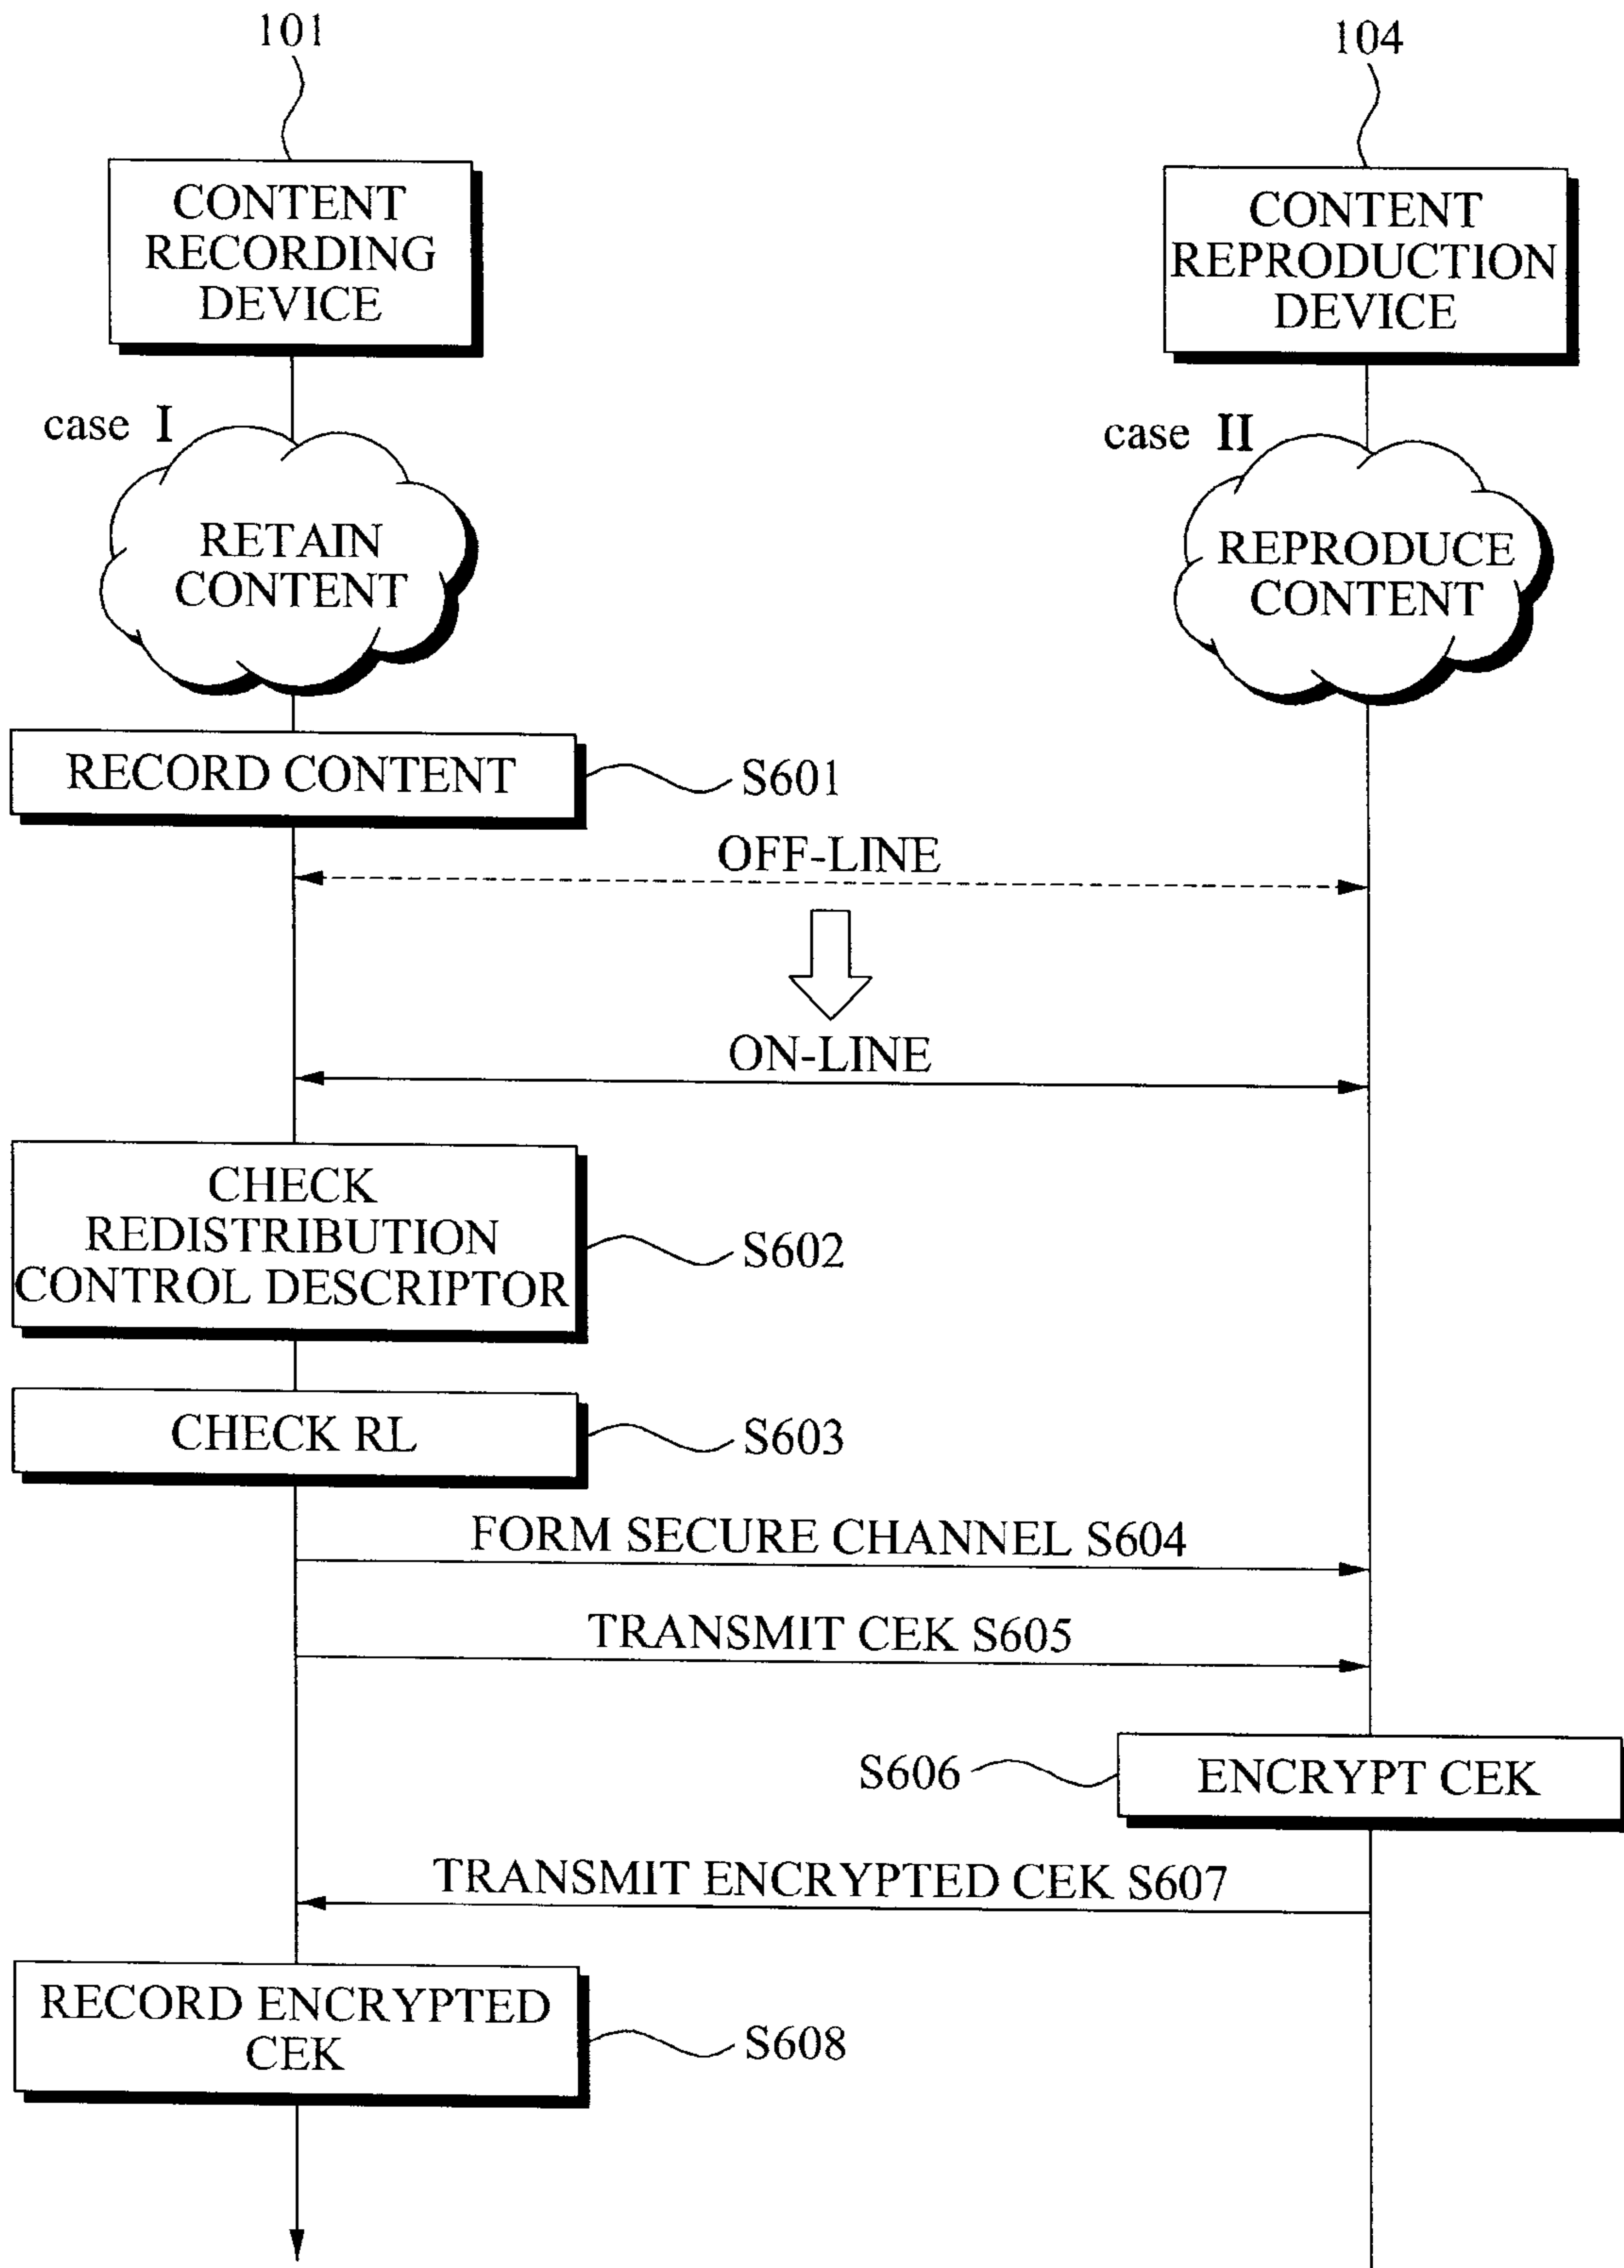 101
104
CONTENT
RECORDING
DEVICE
CONTENT
REPRODUCTION
DEVICE
case I
case II
RETAIN
CONTENT
REPRODUCE
CONTENT
RECORD CONTENT
S601
OFF-LINE
ON-LINE
CHECK
REDISTRIBUTION
CONTROL DESCRIPTOR
S602
CHECK RL
S603
FORM SECURE CHANNEL S604
TRANSMIT CEK S605
S606
ENCRYPT CEK
TRANSMIT ENCRYPTED CEK S607
RECORD ENCRYPTED
CEK
S608